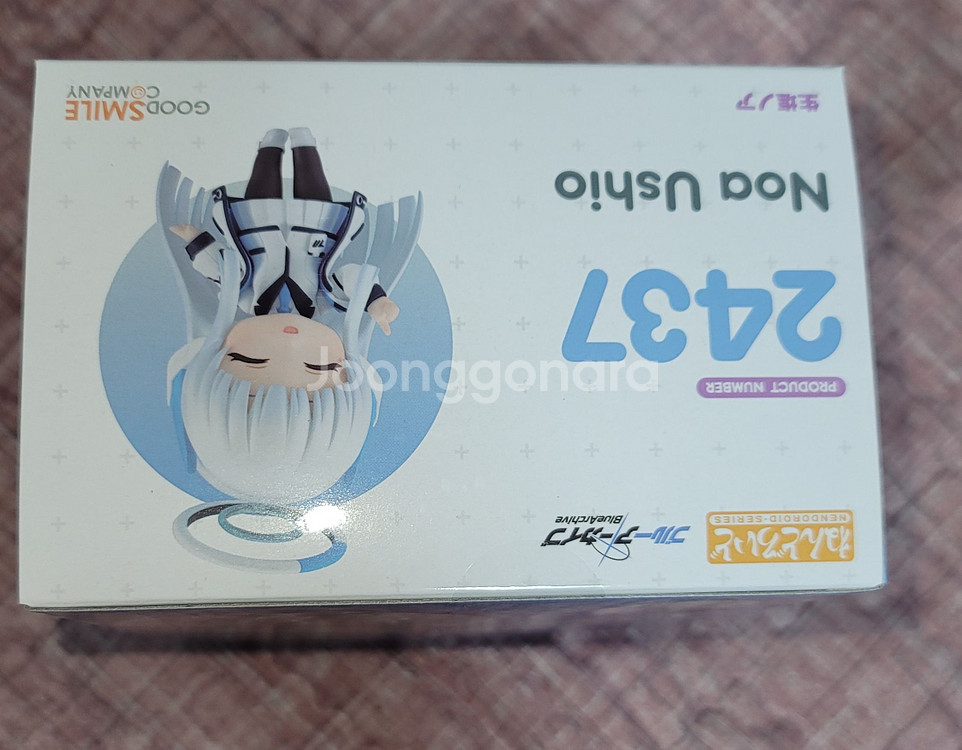 ねんどろいど
NENDOROID-SERIES
ブルーアーカイブ
BlueArchive
PRODUCT NUMBER
2437
Noa Ushio
生塩ノア
GOODSMILE
COMPANY
Joonggonara